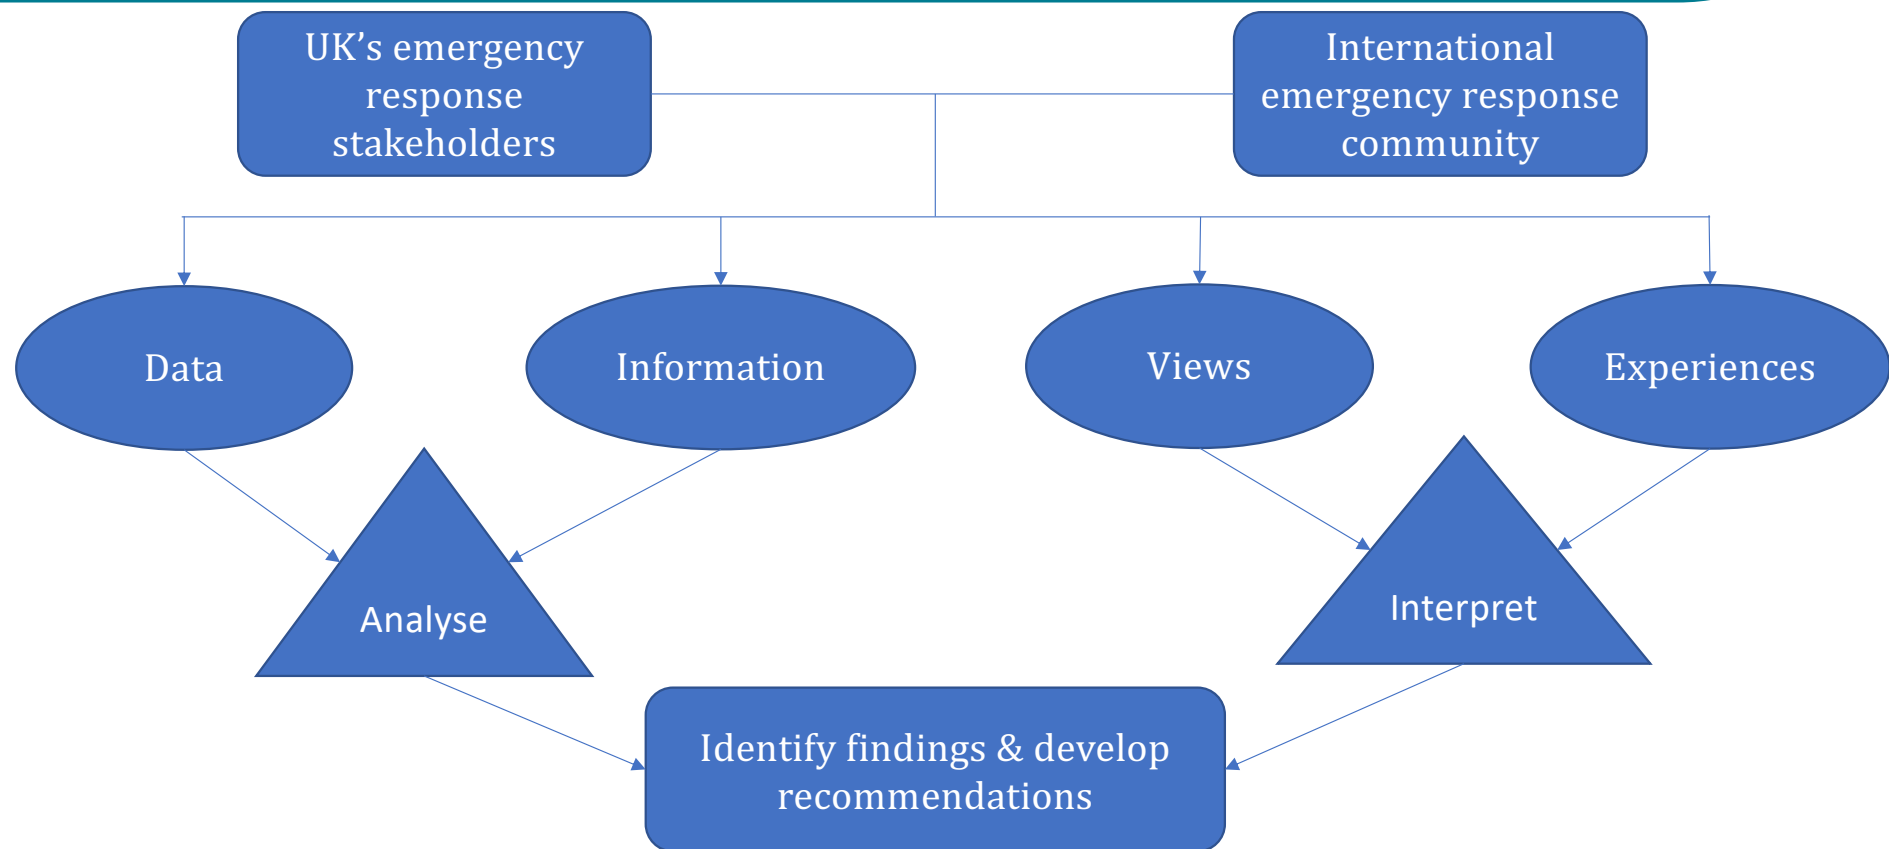 UK’s emergency
response
stakeholders
International
emergency response
community
Data
Information
Views
Experiences
Analyse
Interpret
Identify findings & develop
recommendations